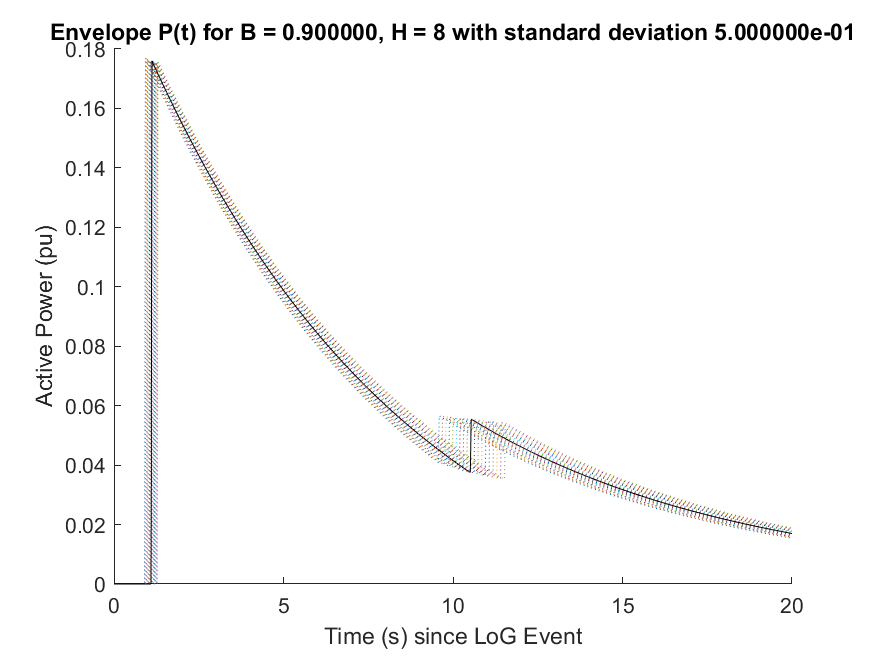 Envelope P(t) for B = 0.900000, H = 8 with standard deviation 5.000000e-01
0.18
0.16
0.14
0.12
0.1
0.08
0.06
0.04
0.02
0
Active Power (pu)
0 5 10 15 20
Time (s) since LoG Event